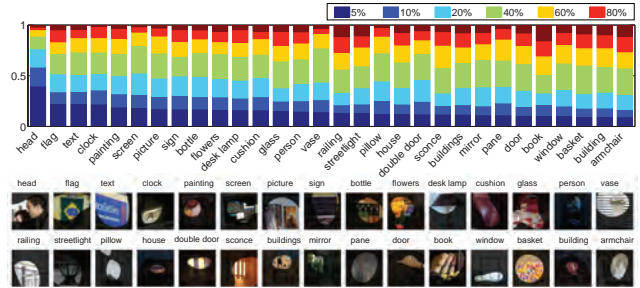 5% 10% 20% 40% 60% 80%
1
0.5
0
head flag text clock painting screen picture sign bottle flowers desk lamp cushion glass person vase railing streetlight pillow house double door sconce buildings mirror pane door book window basket building armchair
head flag text clock painting screen picture sign bottle flowers desk lamp cushion glass person vase
railing streetlight pillow house double door sconce buildings mirror pane door book window basket building armchair